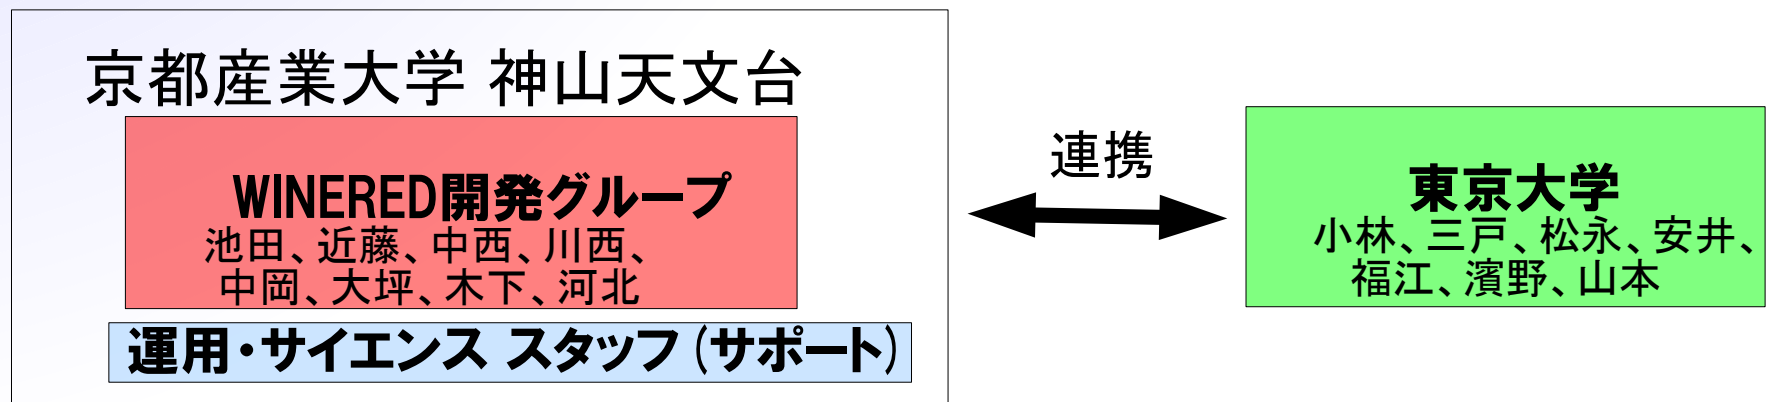 京都産業大学 神山天文台
WINERED開発グループ
池田、近藤、中西、川西、
中岡、大坪、木下、河北
運用・サイエンス スタッフ(サポート)
連携
東京大学
小林、三戸、松永、安井、
福江、濱野、山本